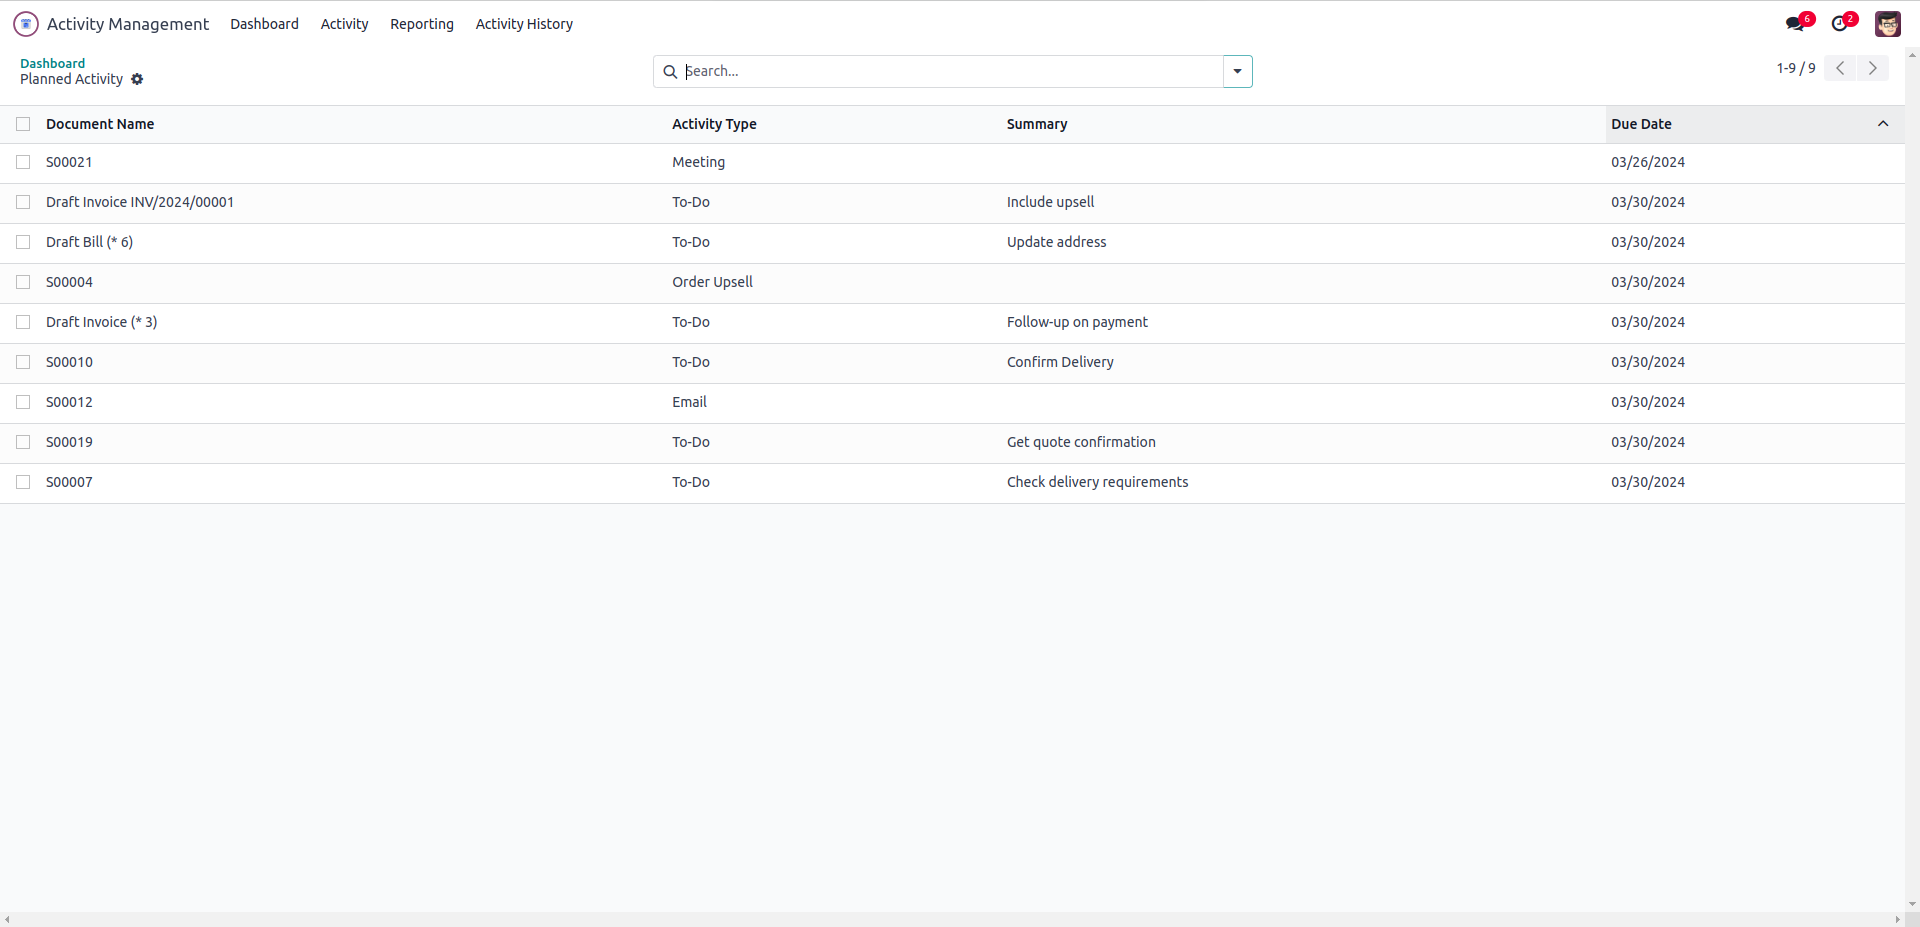 Activity Management Dashboard Activity Reporting Activity History 6 2
Dashboard
Planned Activity
Search...
1-9 / 9
Document Name Activity Type Summary Due Date
S00021 Meeting 03/26/2024
Draft Invoice INV/2024/00001 To-Do Include upsell 03/30/2024
Draft Bill (* 6) To-Do Update address 03/30/2024
S00004 Order Upsell 03/30/2024
Draft Invoice (* 3) To-Do Follow-up on payment 03/30/2024
S00010 To-Do Confirm Delivery 03/30/2024
S00012 Email 03/30/2024
S00019 To-Do Get quote confirmation 03/30/2024
S00007 To-Do Check delivery requirements 03/30/2024